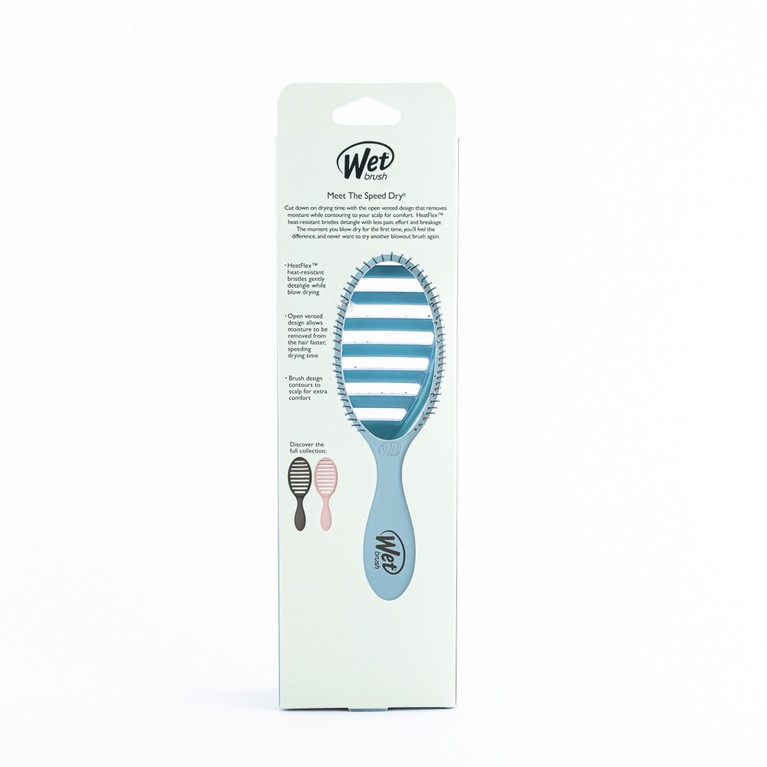 Wet
brush
Meet The Speed Dry®
Cut down on drying time with the open vented design that removes
moisture while contouring to your scalp for comfort. HeatFlex™
heat-resistant bristles detangle with less pain, effort and breakage.
The moment you blow dry for the first time, you'll feel the
difference, and never want to try another blowout brush again.
• HeatFlex™
heat-resistant
bristles gently
detangle while
blow drying
• Open vented
design allows
moisture to be
removed from
the hair faster,
speeding
drying time
• Brush design
contours to
scalp for extra
comfort
Discover the
full collection:
Wet
Wet
brush